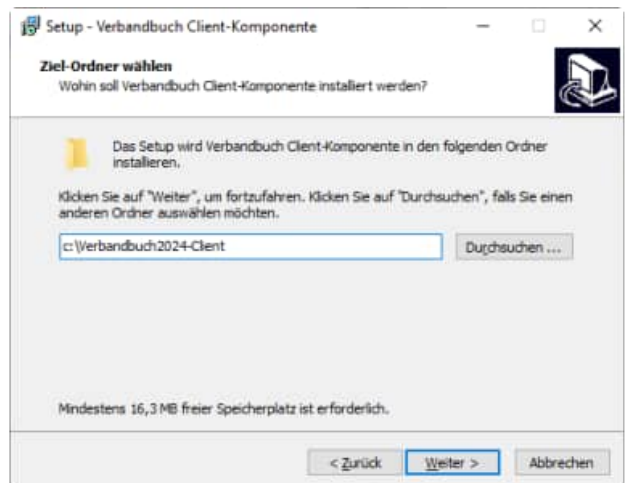 Setup - Verbandbuch Client-Komponente
Ziel-Ordner wählen
Wohin soll Verbandbuch Client-Komponente installiert werden?
Das Setup wird Verbandbuch Client-Komponente in den folgenden Ordner
installieren.
Klicken Sie auf "Weiter", um fortzufahren. Klicken Sie auf "Durchsuchen", falls Sie einen
anderen Ordner auswählen möchten.
c:\Verbandbuch2024-Client
Durchsuchen ...
Mindestens 16,3 MB freier Speicherplatz ist erforderlich.
< Zurück
Weiter >
Abbrechen